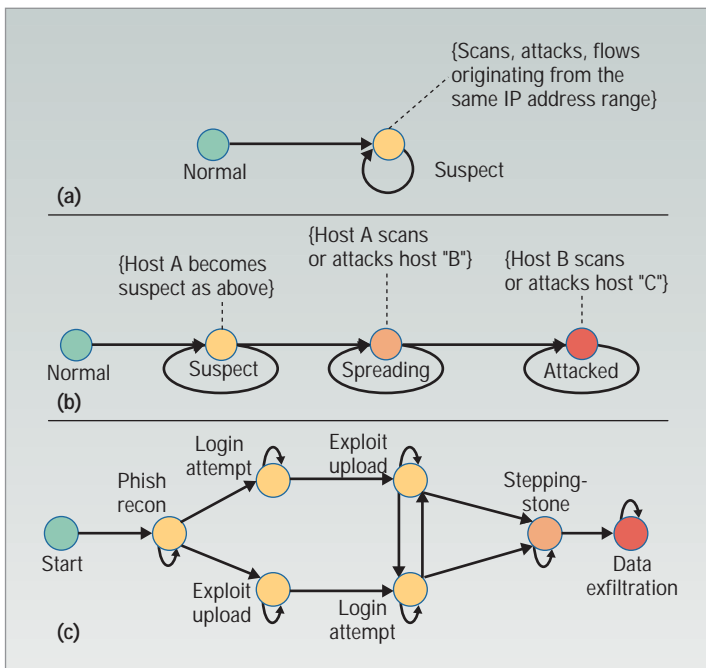 {Scans, attacks, flows
originating from the
same IP address range}
Normal
Suspect
(a)
{Host A becomes
suspect as above}
{Host A scans
or attacks host "B"}
{Host B scans
or attacks host "C"}
Normal
Suspect
Spreading
Attacked
(b)
Phish
recon
Login
attempt
Exploit
upload
Stepping-
stone
Start
Exploit
upload
Login
attempt
Data
exfiltration
(c)